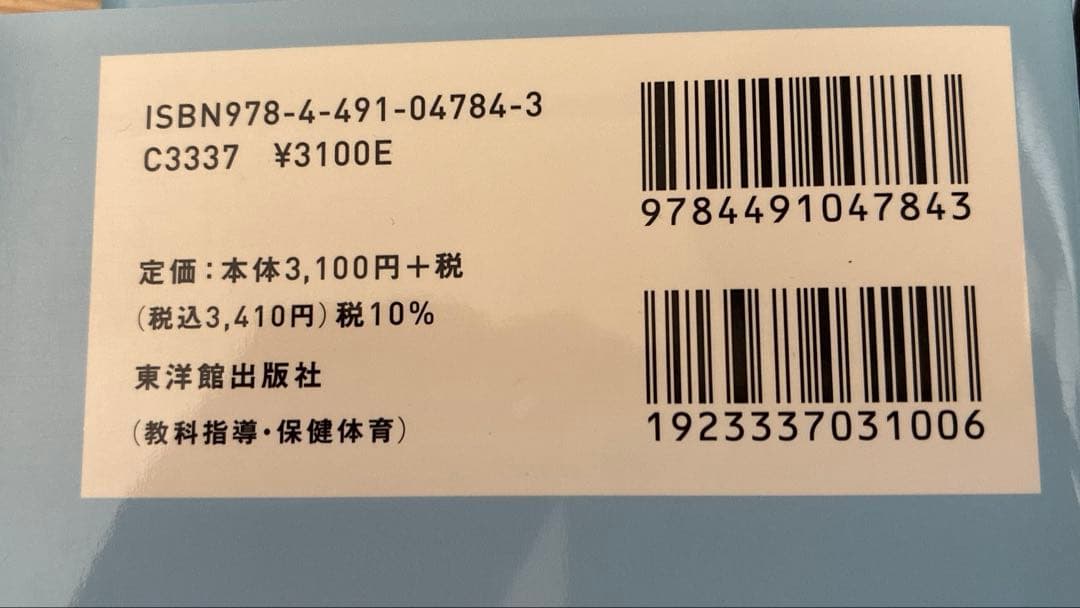 ISBN978-4-491-04784-3
C3337 ¥3100E
定価：本体3,100円＋税
（税込3,410円）税10%
東洋館出版社
（教科指導・保健体育）
9784491047843
1923337031006